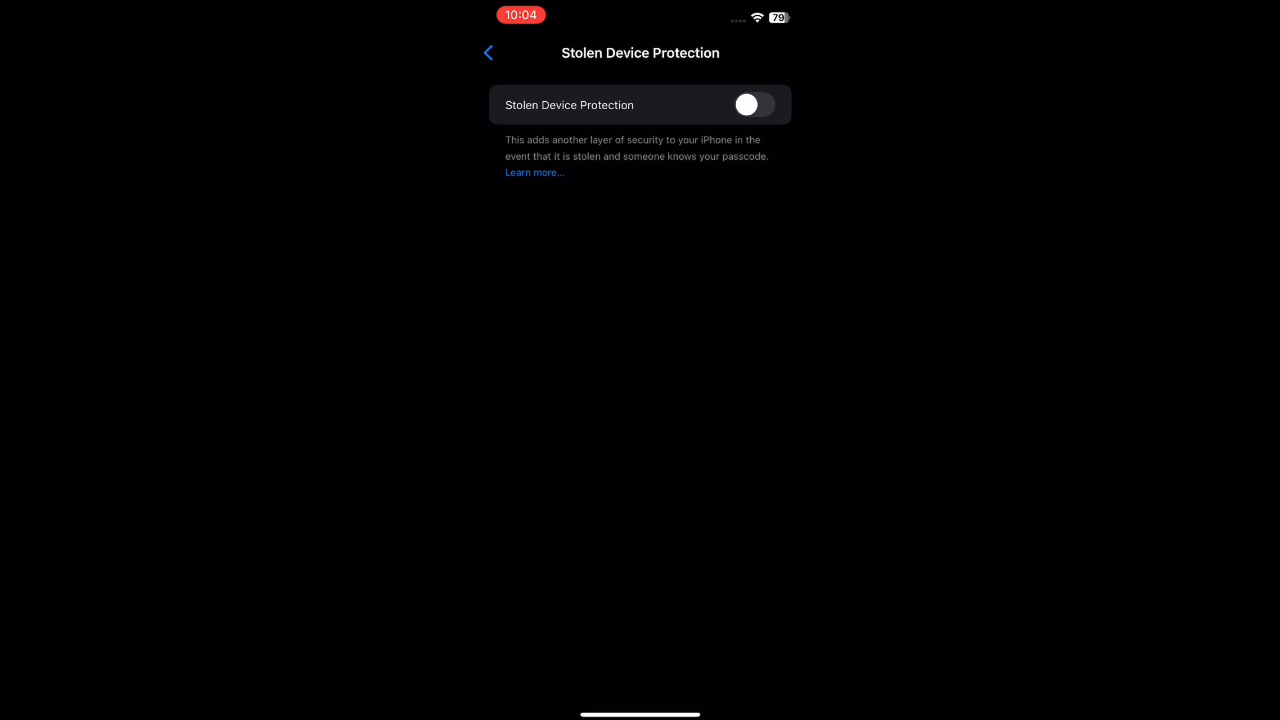 10:04
79
Stolen Device Protection
Stolen Device Protection
This adds another layer of security to your iPhone in the
event that it is stolen and someone knows your passcode.
Learn more...